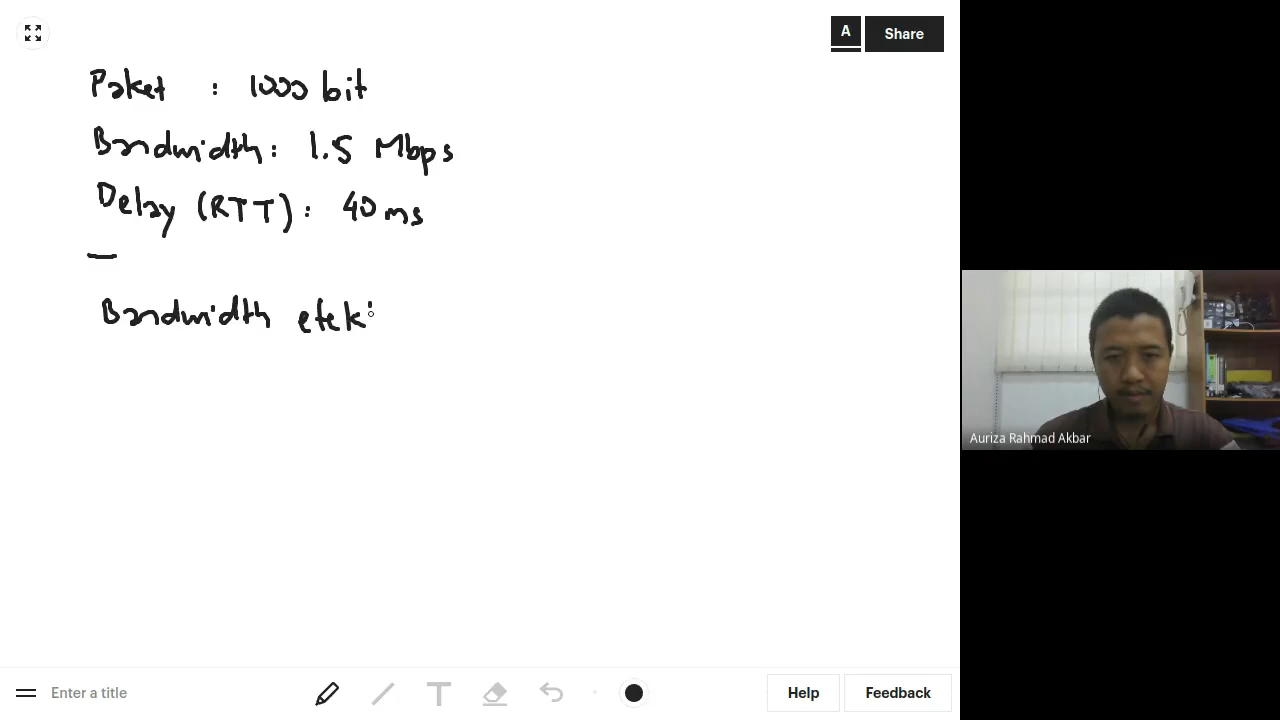 A Share
Paket : 1000 bit
Bandwidth : 1.5 Mbps
Delay (RTT) : 40 ms
Bandwidth efek
Auriza Rahmad Akbar
Enter a title
T
Help Feedback